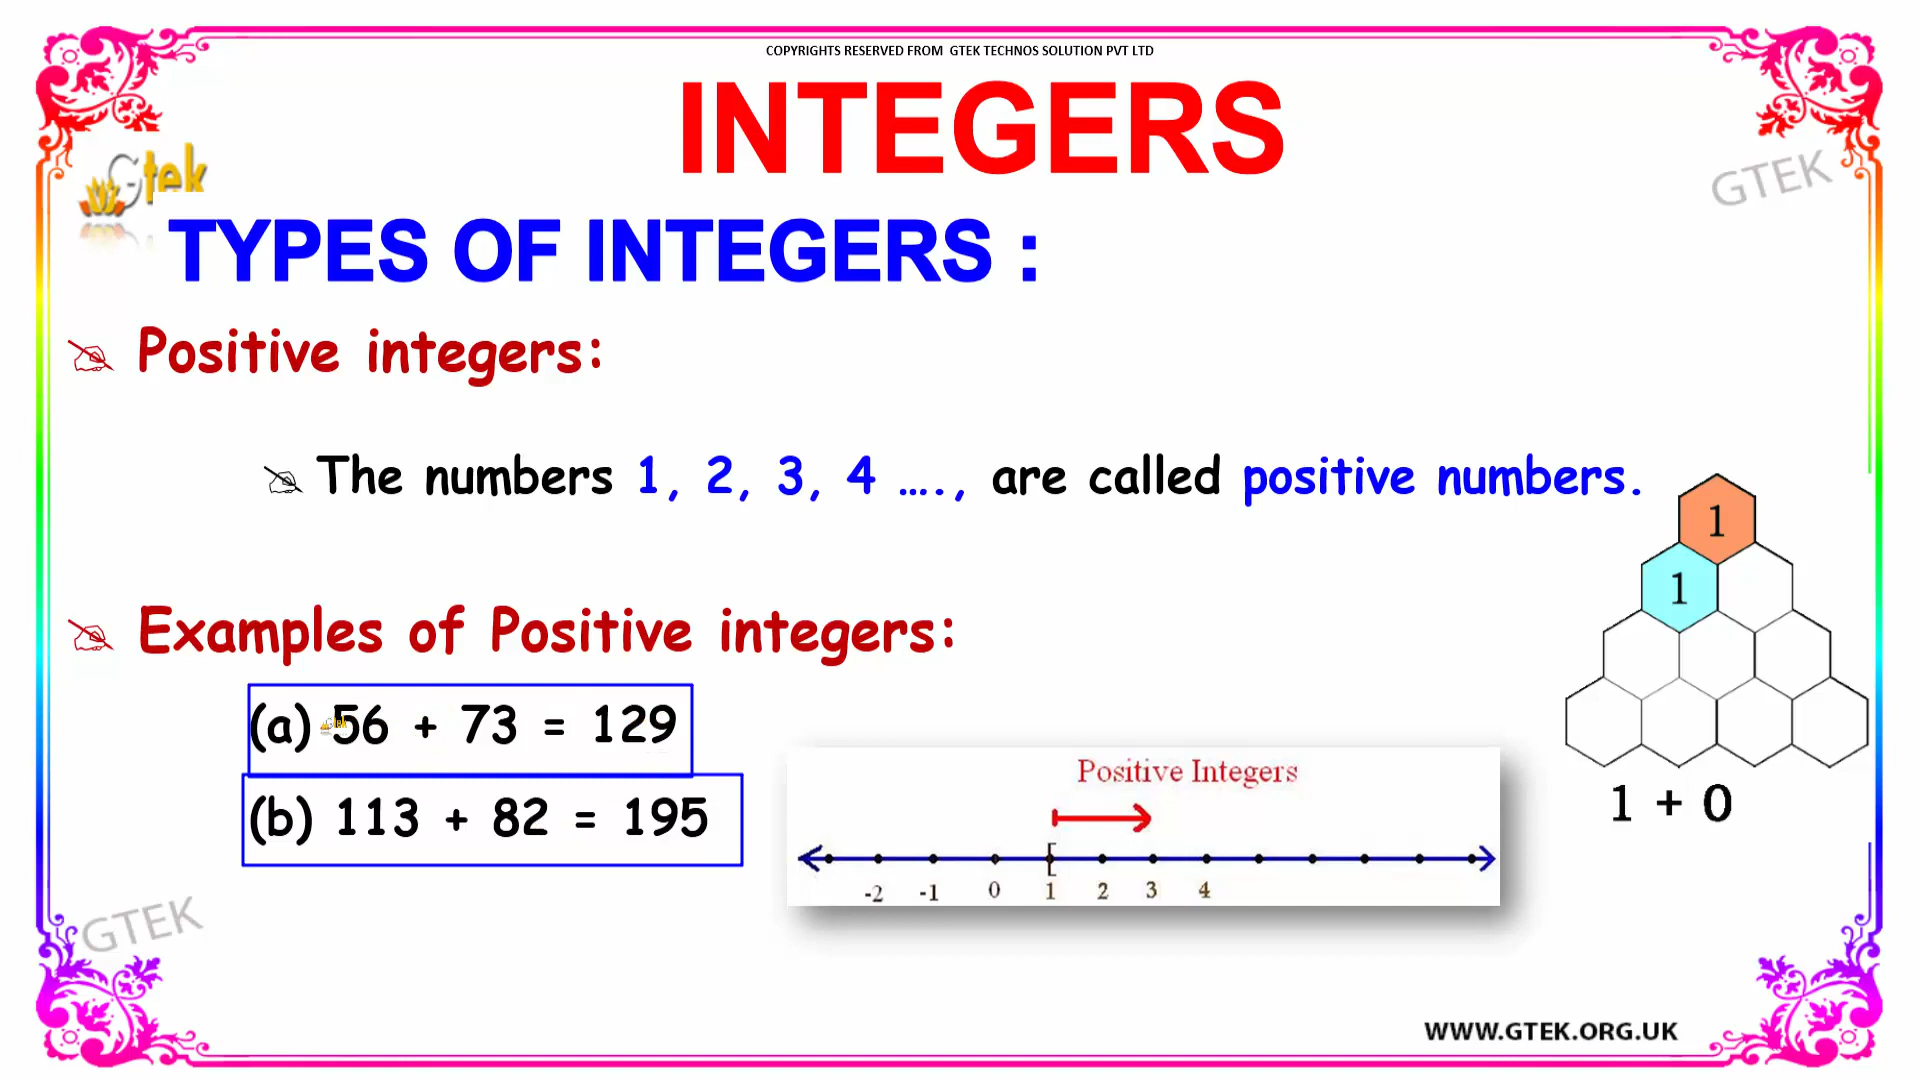 COPYRIGHTS RESERVED FROM GTEK TECHNOS SOLUTION PVT LTD
INTEGERS
Gtek
GTEK
TYPES OF INTEGERS :
Positive integers:
The numbers 1, 2, 3, 4 …., are called positive numbers.
1
1
Examples of Positive integers:
(a) 56 + 73 = 129
(b) 113 + 82 = 195
Positive Integers
-2 -1 0 1 2 3 4
1 + 0
GTEK
WWW.GTEK.ORG.UK